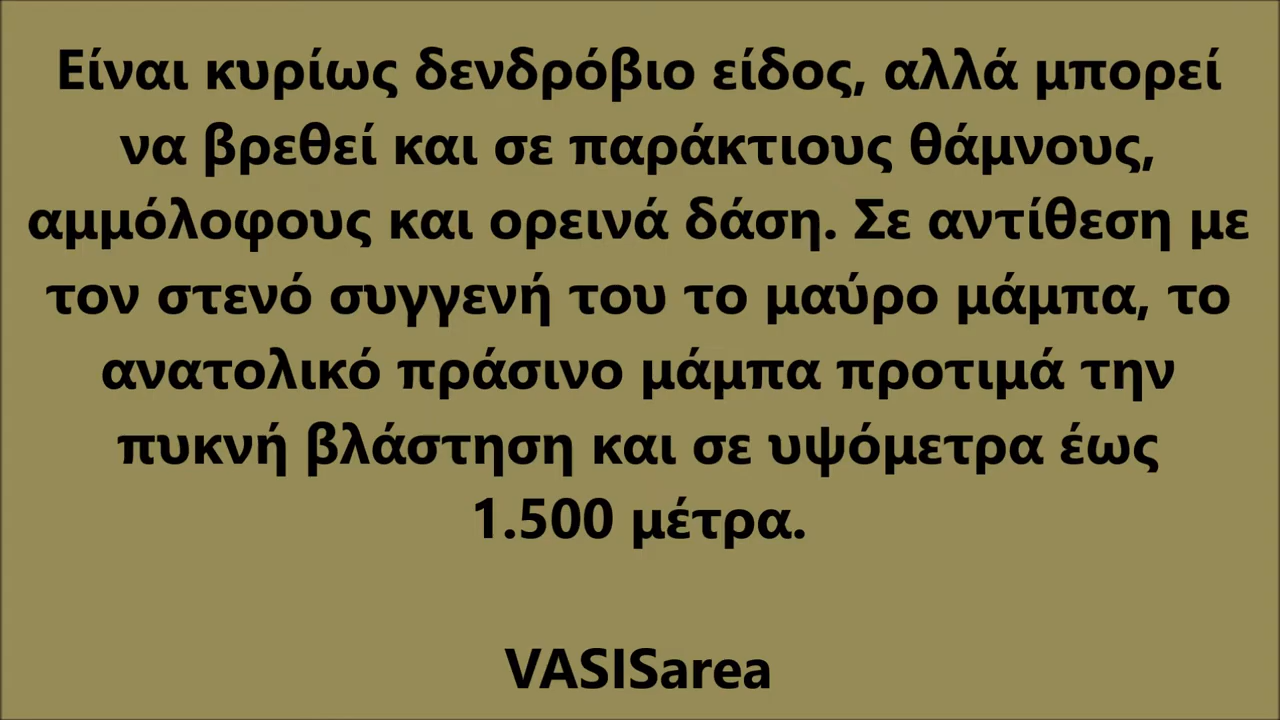 Είναι κυρίως δενδρόβιο είδος, αλλά μπορεί
να βρεθεί και σε παράκτιους θάμνους,
αμμόλοφους και ορεινά δάση. Σε αντίθεση με
τον στενό συγγενή του το μαύρο μάμπα, το
ανατολικό πράσινο μάμπα προτιμά την
πυκνή βλάστηση και σε υψόμετρα έως
1.500 μέτρα.
VASISarea